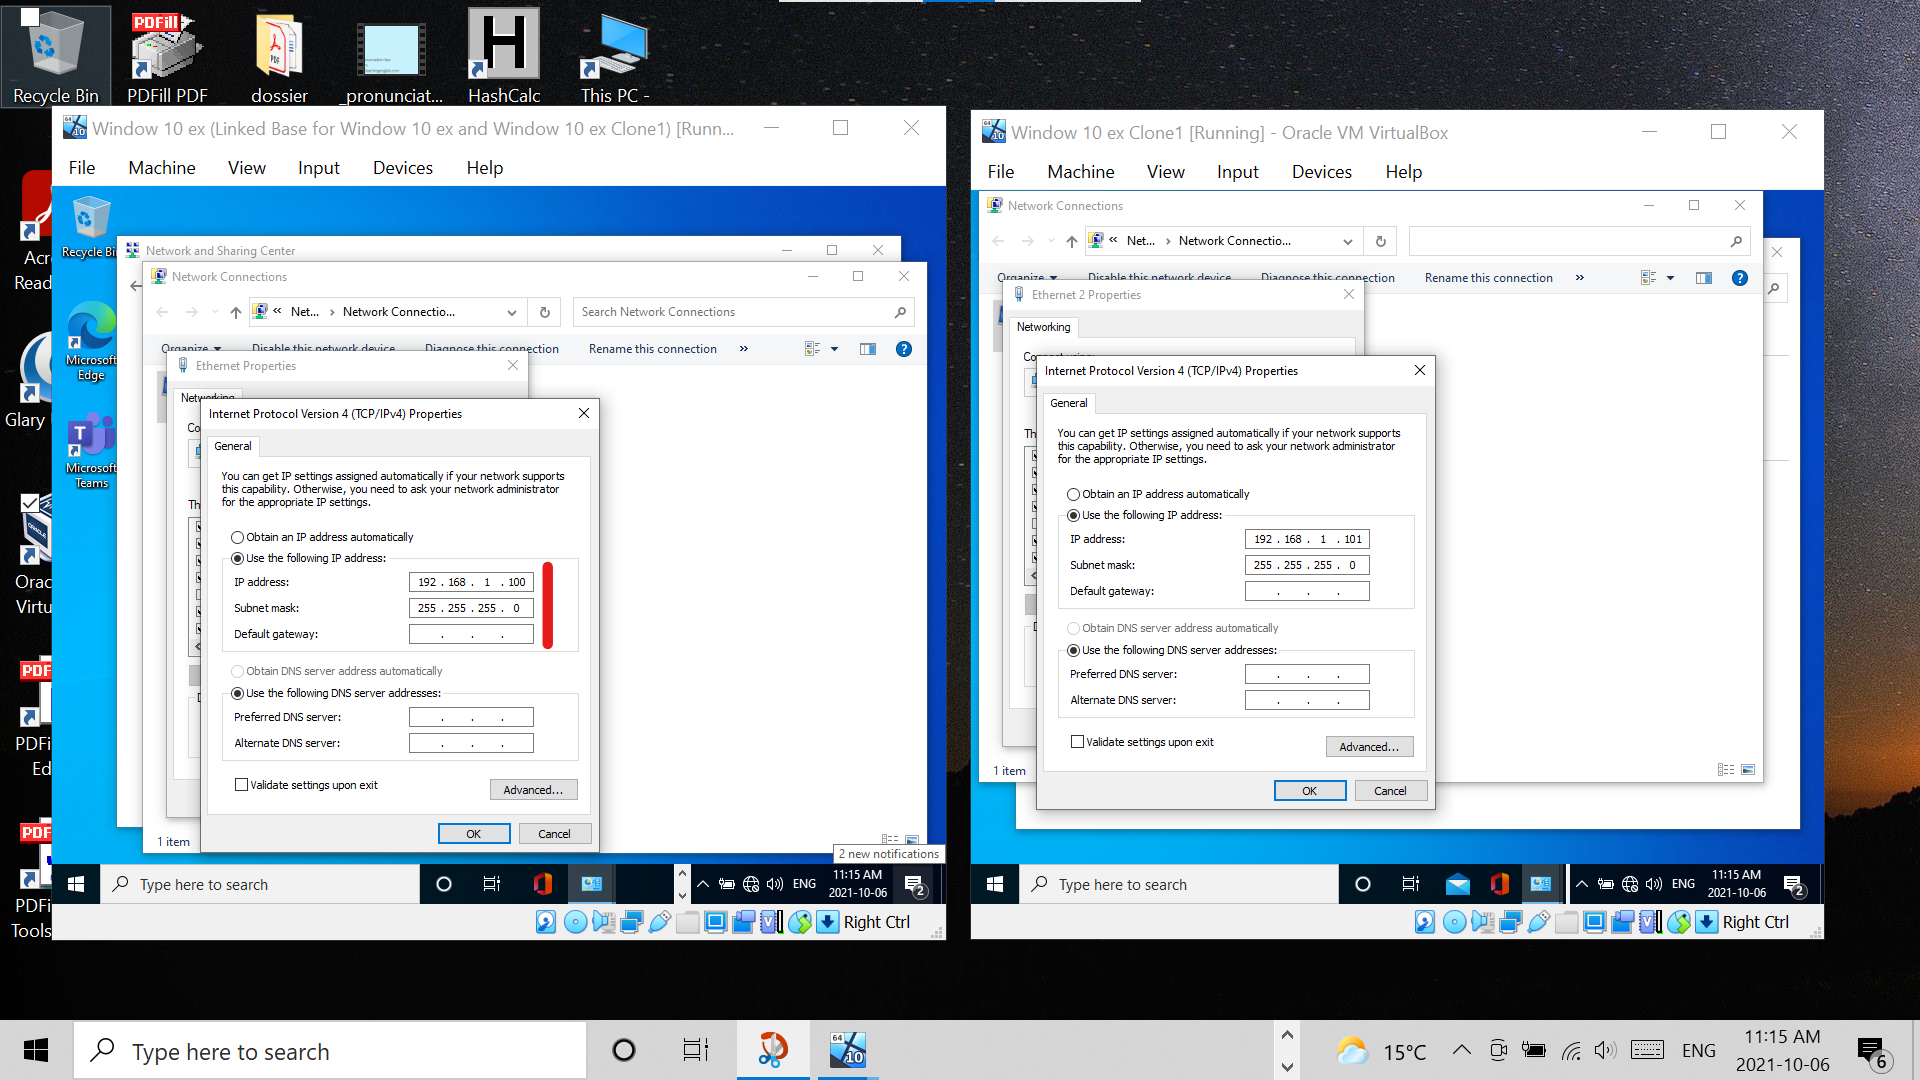 Recycle Bin
PDFill PDF
dossier
_pronunciat...
HashCalc
This PC -
Window 10 ex (Linked Base for Window 10 ex and Window 10 ex Clone1) [Runn...
File Machine View Input Devices Help
Recycle Bi
Network and Sharing Center
Network Connections
Net... Network Connectio...
Search Network Connections
Organize Disable this network device Diagnose this connection Rename this connection
Microsoft
Edge
Microsoft
Teams
Ethernet Properties
Networking
Co
Th
Internet Protocol Version 4 (TCP/IPv4) Properties
General
You can get IP settings assigned automatically if your network supports
this capability. Otherwise, you need to ask your network administrator
for the appropriate IP settings.
Obtain an IP address automatically
Use the following IP address:
IP address: 192 . 168 . 1 . 100
Subnet mask: 255 . 255 . 255 . 0
Default gateway: . . .
Obtain DNS server address automatically
Use the following DNS server addresses:
Preferred DNS server: . . .
Alternate DNS server: . . .
Validate settings upon exit
Advanced...
OK Cancel
1 item
2 new notifications
Type here to search
ENG
11:15 AM
2021-10-06
2
Right Ctrl
Window 10 ex Clone1 [Running] - Oracle VM VirtualBox
File Machine View Input Devices Help
Network Connections
Net... Network Connectio...
Organize Disable this network device Diagnose this connection Rename this connection
Ethernet 2 Properties
Networking
Connect using:
Th
Internet Protocol Version 4 (TCP/IPv4) Properties
General
You can get IP settings assigned automatically if your network supports
this capability. Otherwise, you need to ask your network administrator
for the appropriate IP settings.
Obtain an IP address automatically
Use the following IP address:
IP address: 192 . 168 . 1 . 101
Subnet mask: 255 . 255 . 255 . 0
Default gateway: . . .
Obtain DNS server address automatically
Use the following DNS server addresses:
Preferred DNS server: . . .
Alternate DNS server: . . .
Validate settings upon exit
Advanced...
OK Cancel
1 item
Type here to search
ENG
11:15 AM
2021-10-06
2
Right Ctrl
Acr
Read
Glary
Orac
Virtu
PDFi
Ed
PDFi
Tools
Type here to search
15°C
ENG
11:15 AM
2021-10-06
6